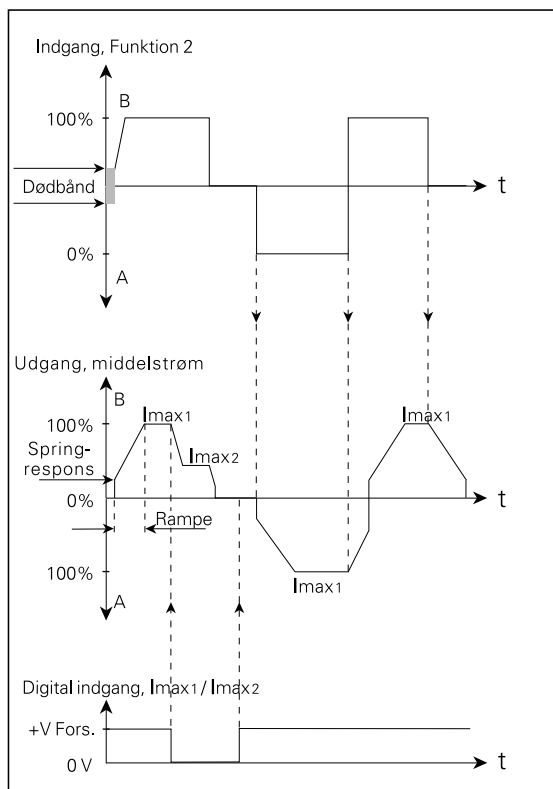 Indgang, Funktion 2
B
100%
Dødbånd
t
0%
A
Udgang, middelstrøm
B
100%
Imax1
Imax1
Imax2
Spring-
respons
0%
t
Rampe
100%
Imax1
A
Digital indgang, Imax1 / Imax2
+V Fors.
0 V
t